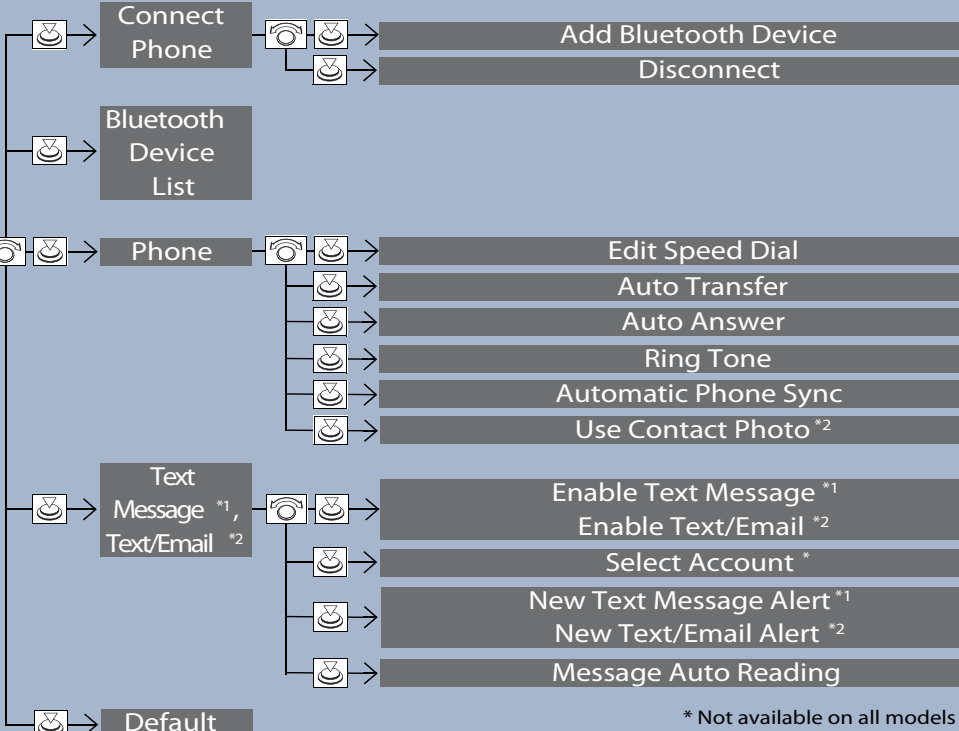 Connect
Phone
Add Bluetooth Device
Disconnect
Bluetooth
Device
List
Phone
Edit Speed Dial
Auto Transfer
Auto Answer
Ring Tone
Automatic Phone Sync
Use Contact Photo *2
Text
Message *1,
Text/Email *2
Enable Text Message *1
Enable Text/Email *2
Select Account *
New Text Message Alert *1
New Text/Email Alert *2
Message Auto Reading
Default
* Not available on all models